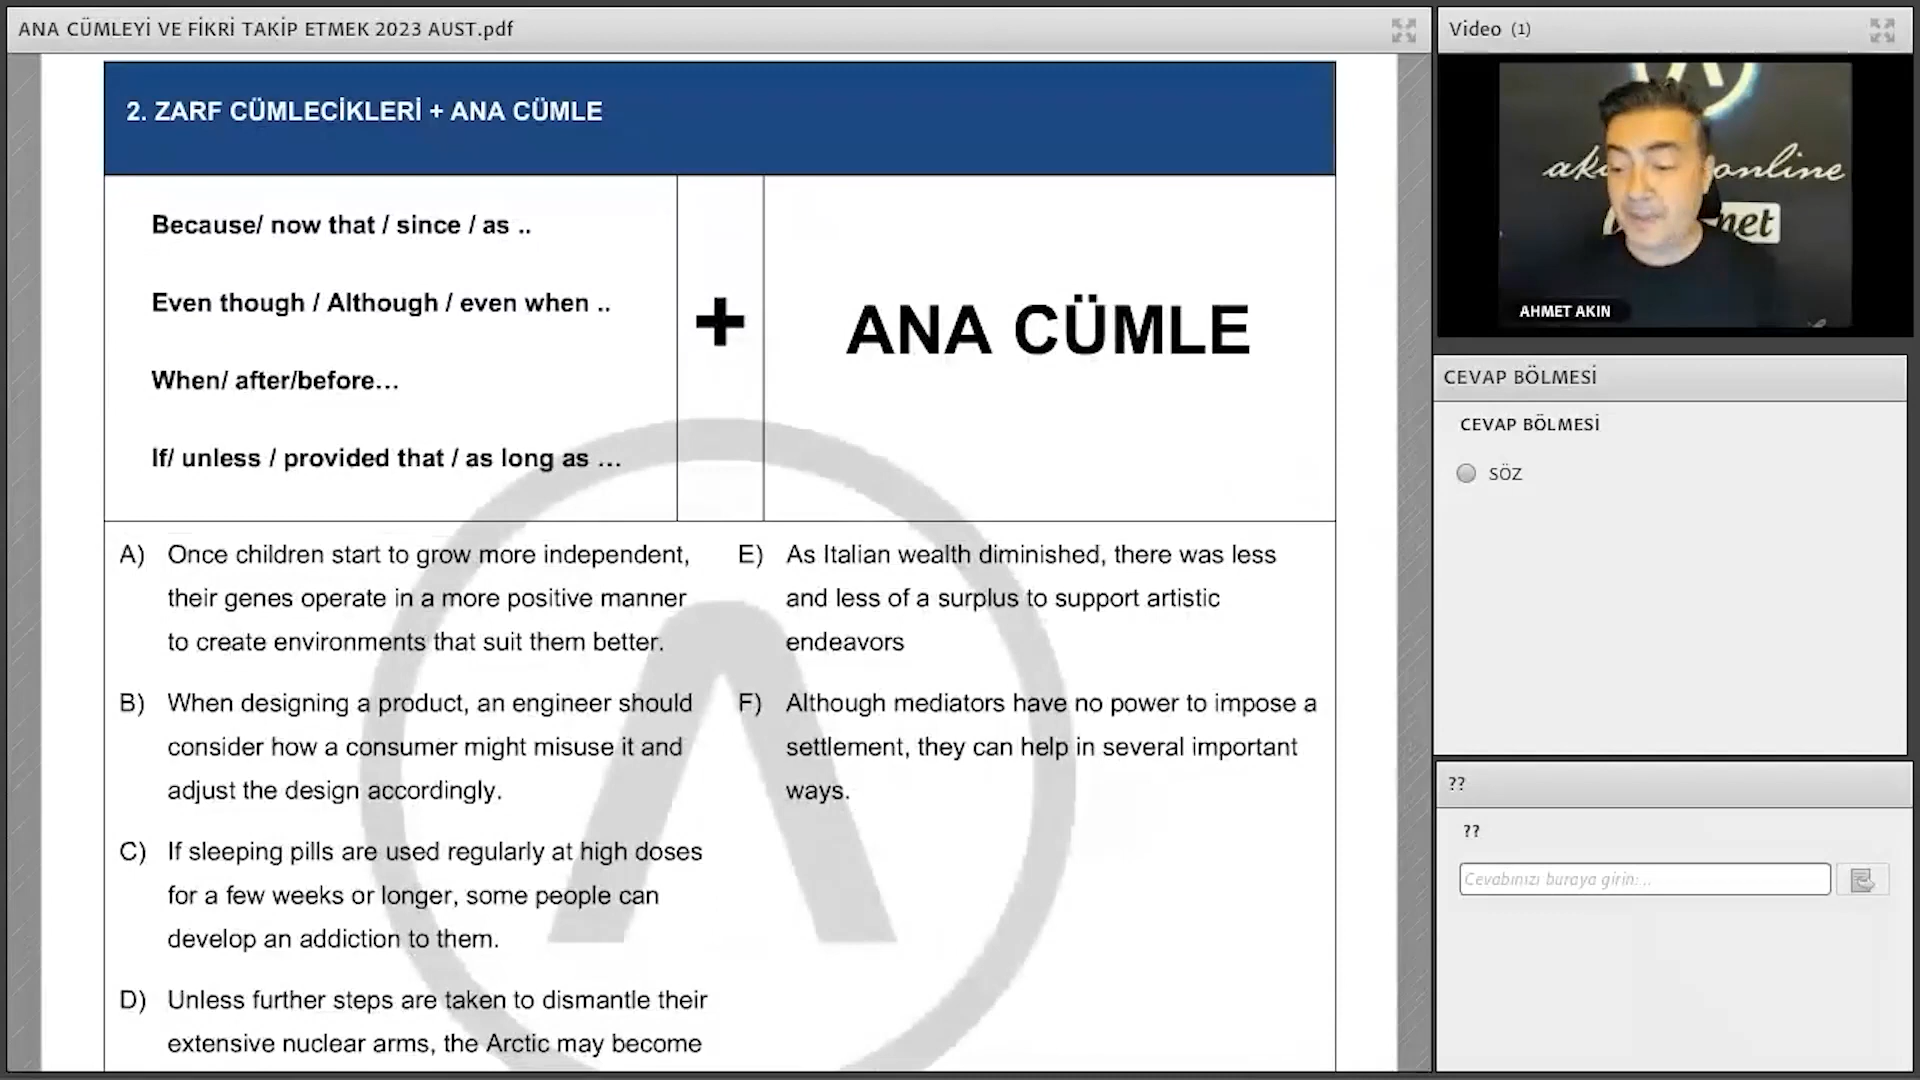 ANA CÜMLEYİ VE FİKRİ TAKİP ETMEK 2023 AUST.pdf
2. ZARF CÜMLECİKLERİ + ANA CÜMLE
Because/ now that / since / as ..
Even though / Although / even when ..
When/ after/before…
If/ unless / provided that / as long as …
+
ANA CÜMLE
A) Once children start to grow more independent,
their genes operate in a more positive manner
to create environments that suit them better.
B) When designing a product, an engineer should
consider how a consumer might misuse it and
adjust the design accordingly.
C) If sleeping pills are used regularly at high doses
for a few weeks or longer, some people can
develop an addiction to them.
D) Unless further steps are taken to dismantle their
extensive nuclear arms, the Arctic may become
E) As Italian wealth diminished, there was less
and less of a surplus to support artistic
endeavors
F) Although mediators have no power to impose a
settlement, they can help in several important
ways.
Video (1)
online
net
AHMET AKIN
CEVAP BÖLMESİ
CEVAP BÖLMESİ
SÖZ
??
??
Cevabınızı buraya girin:...